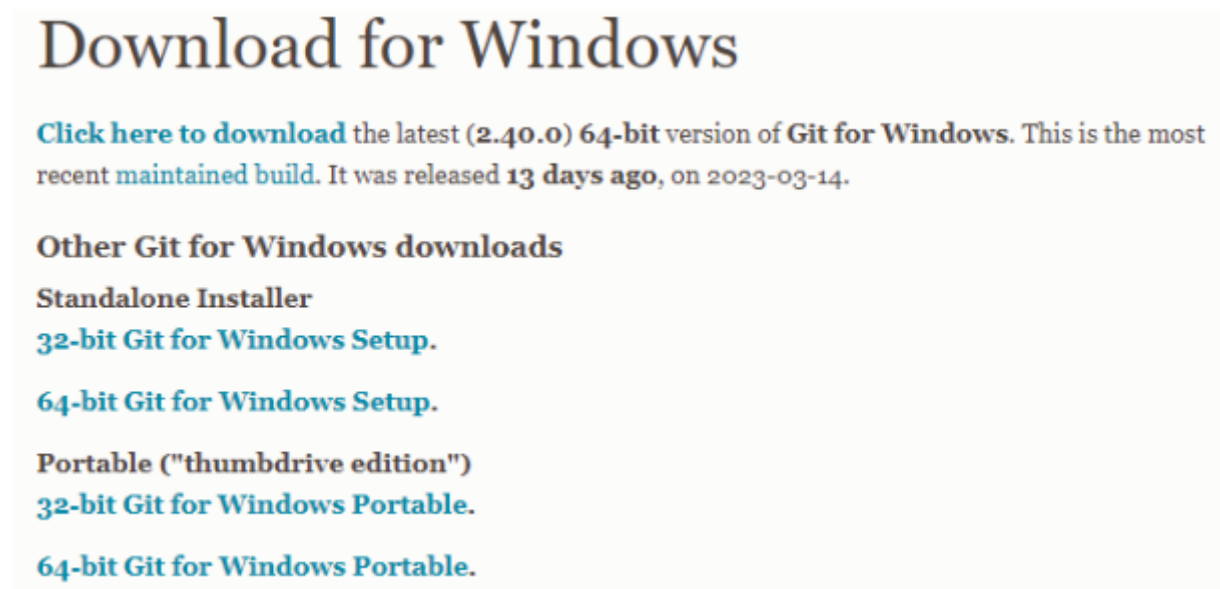 Download for Windows
Click here to download the latest (2.40.0) 64-bit version of Git for Windows. This is the most
recent maintained build. It was released 13 days ago, on 2023-03-14.
Other Git for Windows downloads
Standalone Installer
32-bit Git for Windows Setup.
64-bit Git for Windows Setup.
Portable ("thumbdrive edition")
32-bit Git for Windows Portable.
64-bit Git for Windows Portable.